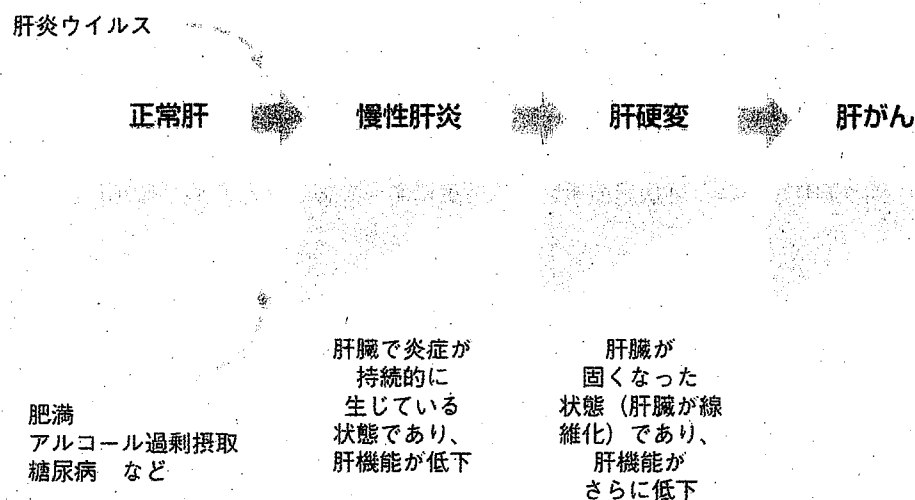 肝炎ウイルス
正常肝
慢性肝炎
肝硬変
肝がん
肝臓で炎症が
持続的に
生じている
状態であり、
肝機能が低下
肝臓が
固くなった
状態（肝臓が線
維化）であり、
肝機能が
さらに低下
肥満
アルコール過剰摂取
糖尿病　など